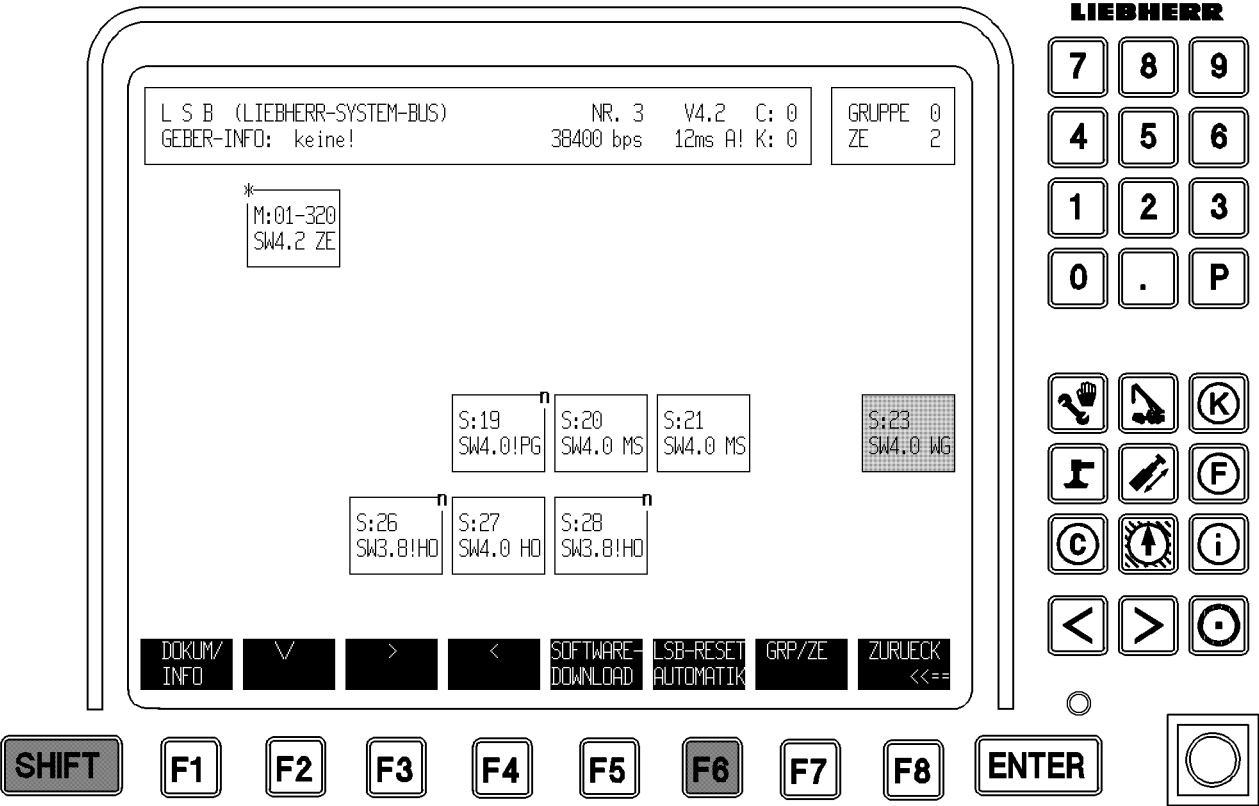 LIEBHERR
L S B (LIEBHERR-SYSTEM-BUS) NR. 3 V4.2 C: 0
GEBER-INFO: keine! 38400 bps 12ms A! K: 0
GRUPPE 0
ZE 2
*
M:01-320
SW4.2 ZE
n
S:19
SW4.0!PG
S:20
SW4.0 MS
S:21
SW4.0 MS
S:23
SW4.0 WG
n
S:26
SW3.8!HO
S:27
SW4.0 HO
n
S:28
SW3.8!HO
DOKUM/
INFO
\/
>
<
SOFTWARE-
DOWNLOAD
LSB-RESET
AUTOMATIK
GRP/ZE
ZURUECK
<<==
SHIFT F1 F2 F3 F4 F5 F6 F7 F8 ENTER
7 8 9
4 5 6
1 2 3
0 . P
K
F
C i
< >